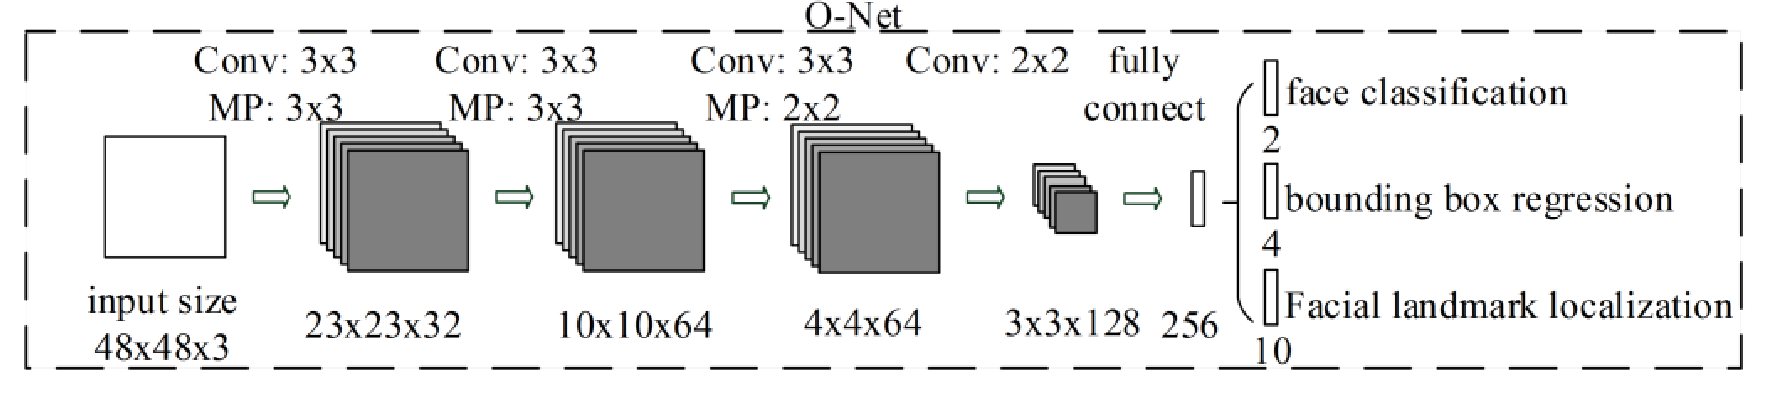 O-Net
Conv: 3x3
MP: 3x3
Conv: 3x3
MP: 3x3
Conv: 3x3
MP: 2x2
Conv: 2x2
fully
connect
input size
48x48x3
23x23x32
10x10x64
4x4x64
3x3x128
256
face classification
2
bounding box regression
4
Facial landmark localization
10